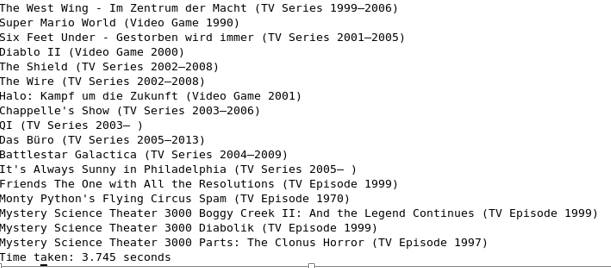 The West Wing - Im Zentrum der Macht (TV Series 1999–2006)
Super Mario World (Video Game 1990)
Six Feet Under - Gestorben wird immer (TV Series 2001–2005)
Diablo II (Video Game 2000)
The Shield (TV Series 2002–2008)
The Wire (TV Series 2002–2008)
Halo: Kampf um die Zukunft (Video Game 2001)
Chappelle's Show (TV Series 2003–2006)
QI (TV Series 2003– )
Das Büro (TV Series 2005–2013)
Battlestar Galactica (TV Series 2004–2009)
It's Always Sunny in Philadelphia (TV Series 2005– )
Friends The One with All the Resolutions (TV Episode 1999)
Monty Python's Flying Circus Spam (TV Episode 1970)
Mystery Science Theater 3000 Boggy Creek II: And the Legend Continues (TV Episode 1999)
Mystery Science Theater 3000 Diabolik (TV Episode 1999)
Mystery Science Theater 3000 Parts: The Clonus Horror (TV Episode 1997)
Time taken: 3.745 seconds